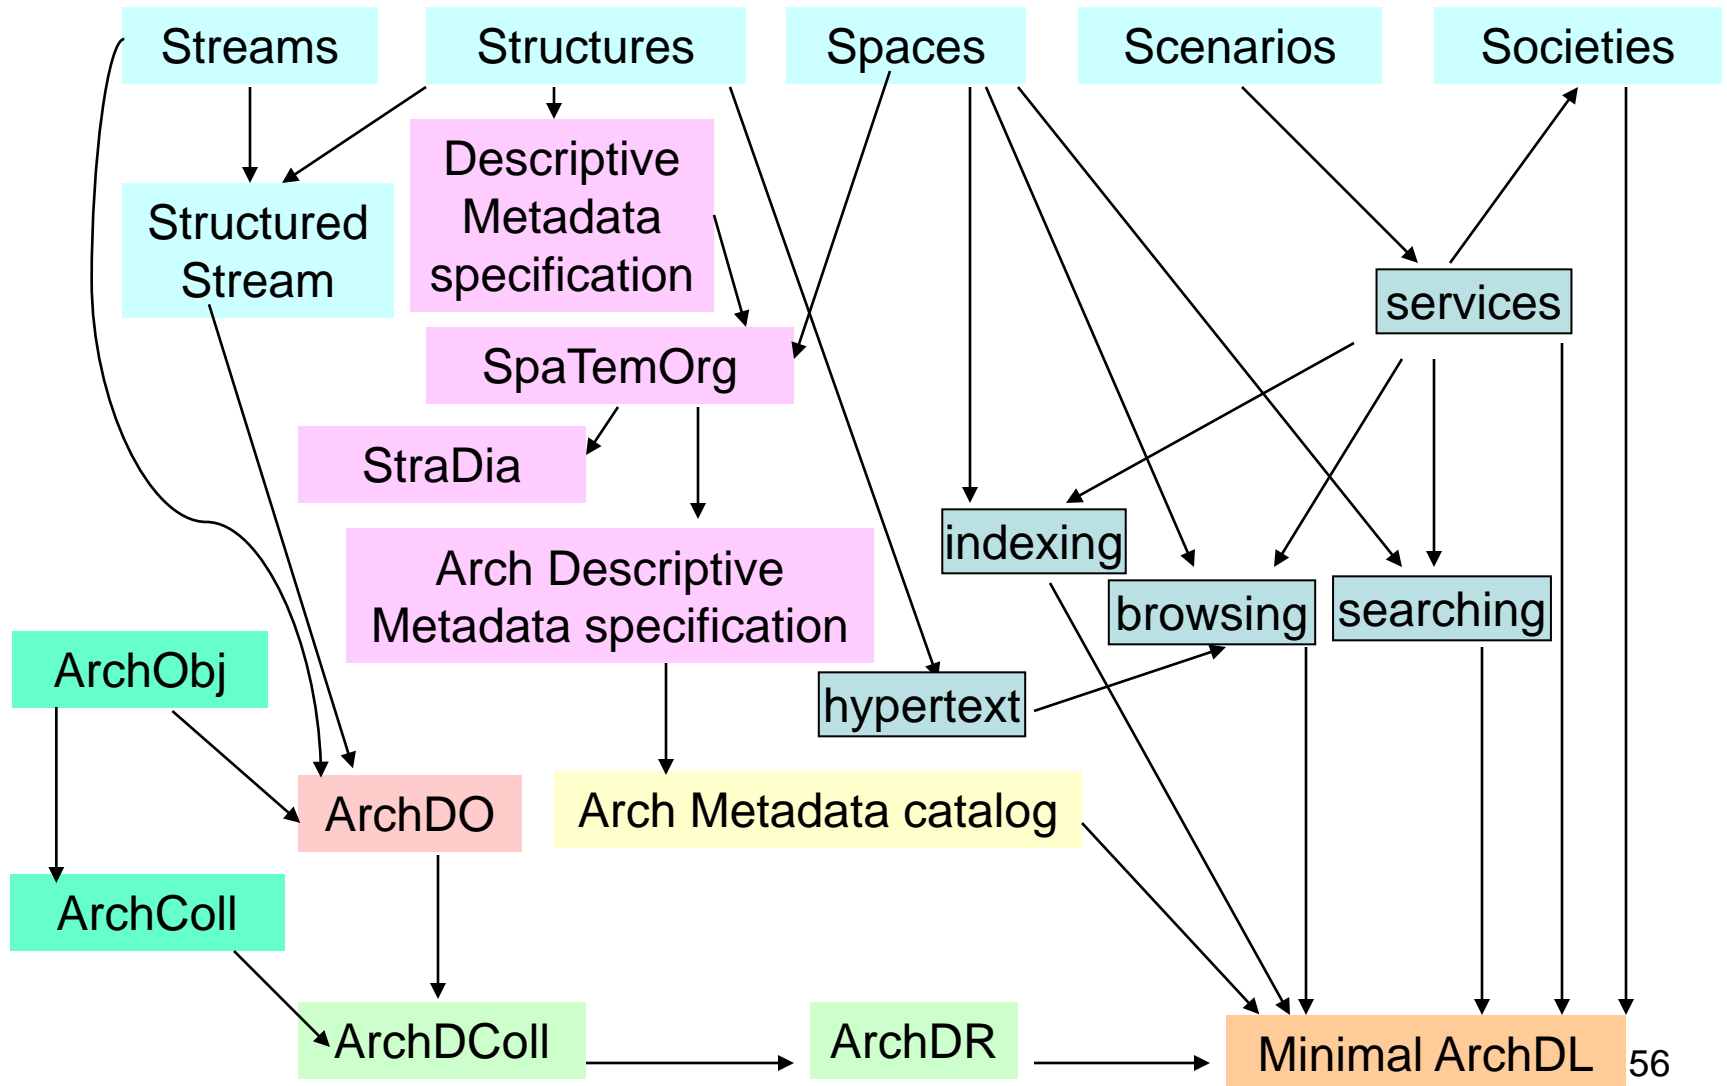 Streams
Structures
Spaces
Scenarios
Societies
Descriptive
Metadata
specification
Structured
Stream
services
SpaTemOrg
StraDia
indexing
Arch Descriptive
Metadata specification
browsing
searching
ArchObj
hypertext
ArchDO
Arch Metadata catalog
ArchColl
ArchDColl
ArchDR
Minimal ArchDL
56